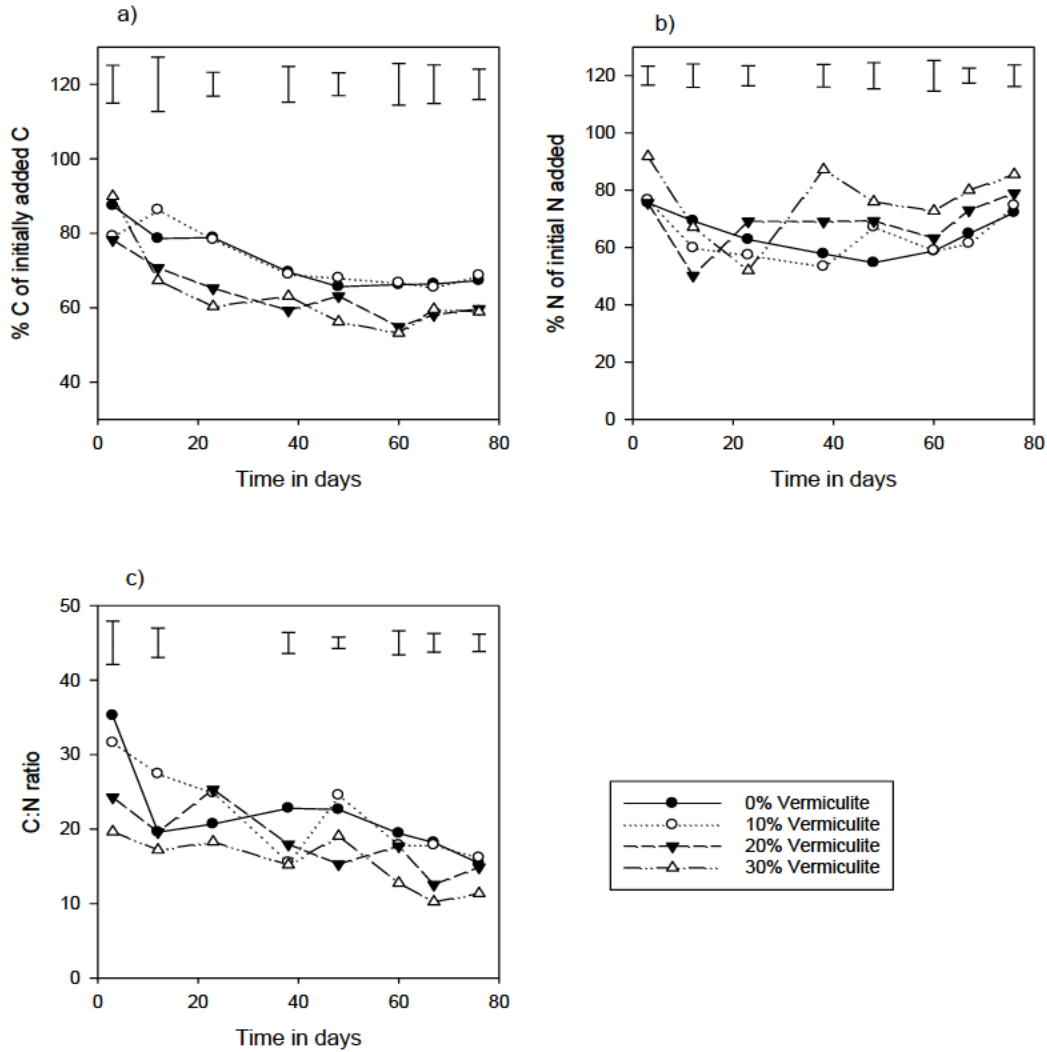 a)
120
100
80
60
40
% C of initially added C
0 20 40 60 80
Time in days
b)
120
100
80
60
40
20
0
% N of initial N added
0 20 40 60 80
Time in days
c)
50
40
30
20
10
0
C:N ratio
0 20 40 60 80
Time in days
0% Vermiculite
10% Vermiculite
20% Vermiculite
30% Vermiculite